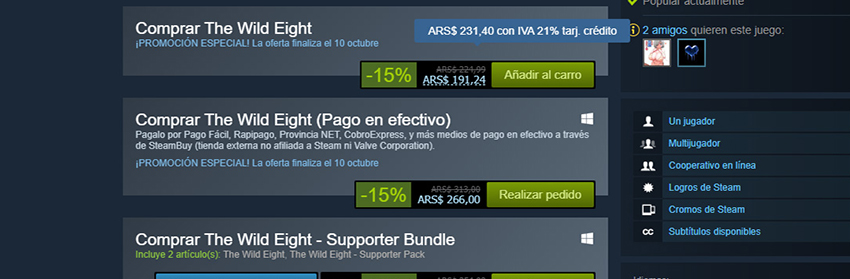 Comprar The Wild Eight
¡PROMOCIÓN ESPECIAL! La oferta finaliza el 10 octubre
ARS$ 231,40 con IVA 21% tarj. crédito
-15%
ARS$ 224,99
ARS$ 191,24
Añadir al carro
Comprar The Wild Eight (Pago en efectivo)
Pagalo por Pago Fácil, Rapipago, Provincia NET, CobroExpress, y más medios de pago en efectivo a través
de SteamBuy (tienda externa no afiliada a Steam ni Valve Corporation).
¡PROMOCIÓN ESPECIAL! La oferta finaliza el 10 octubre
-15%
ARS$ 313,00
ARS$ 266,00
Realizar pedido
Comprar The Wild Eight - Supporter Bundle
Incluye 2 artículo(s): The Wild Eight, The Wild Eight - Supporter Pack
Popular actualmente
2 amigos quieren este juego:
Un jugador
Multijugador
Cooperativo en línea
Logros de Steam
Cromos de Steam
CC
Subtítulos disponibles